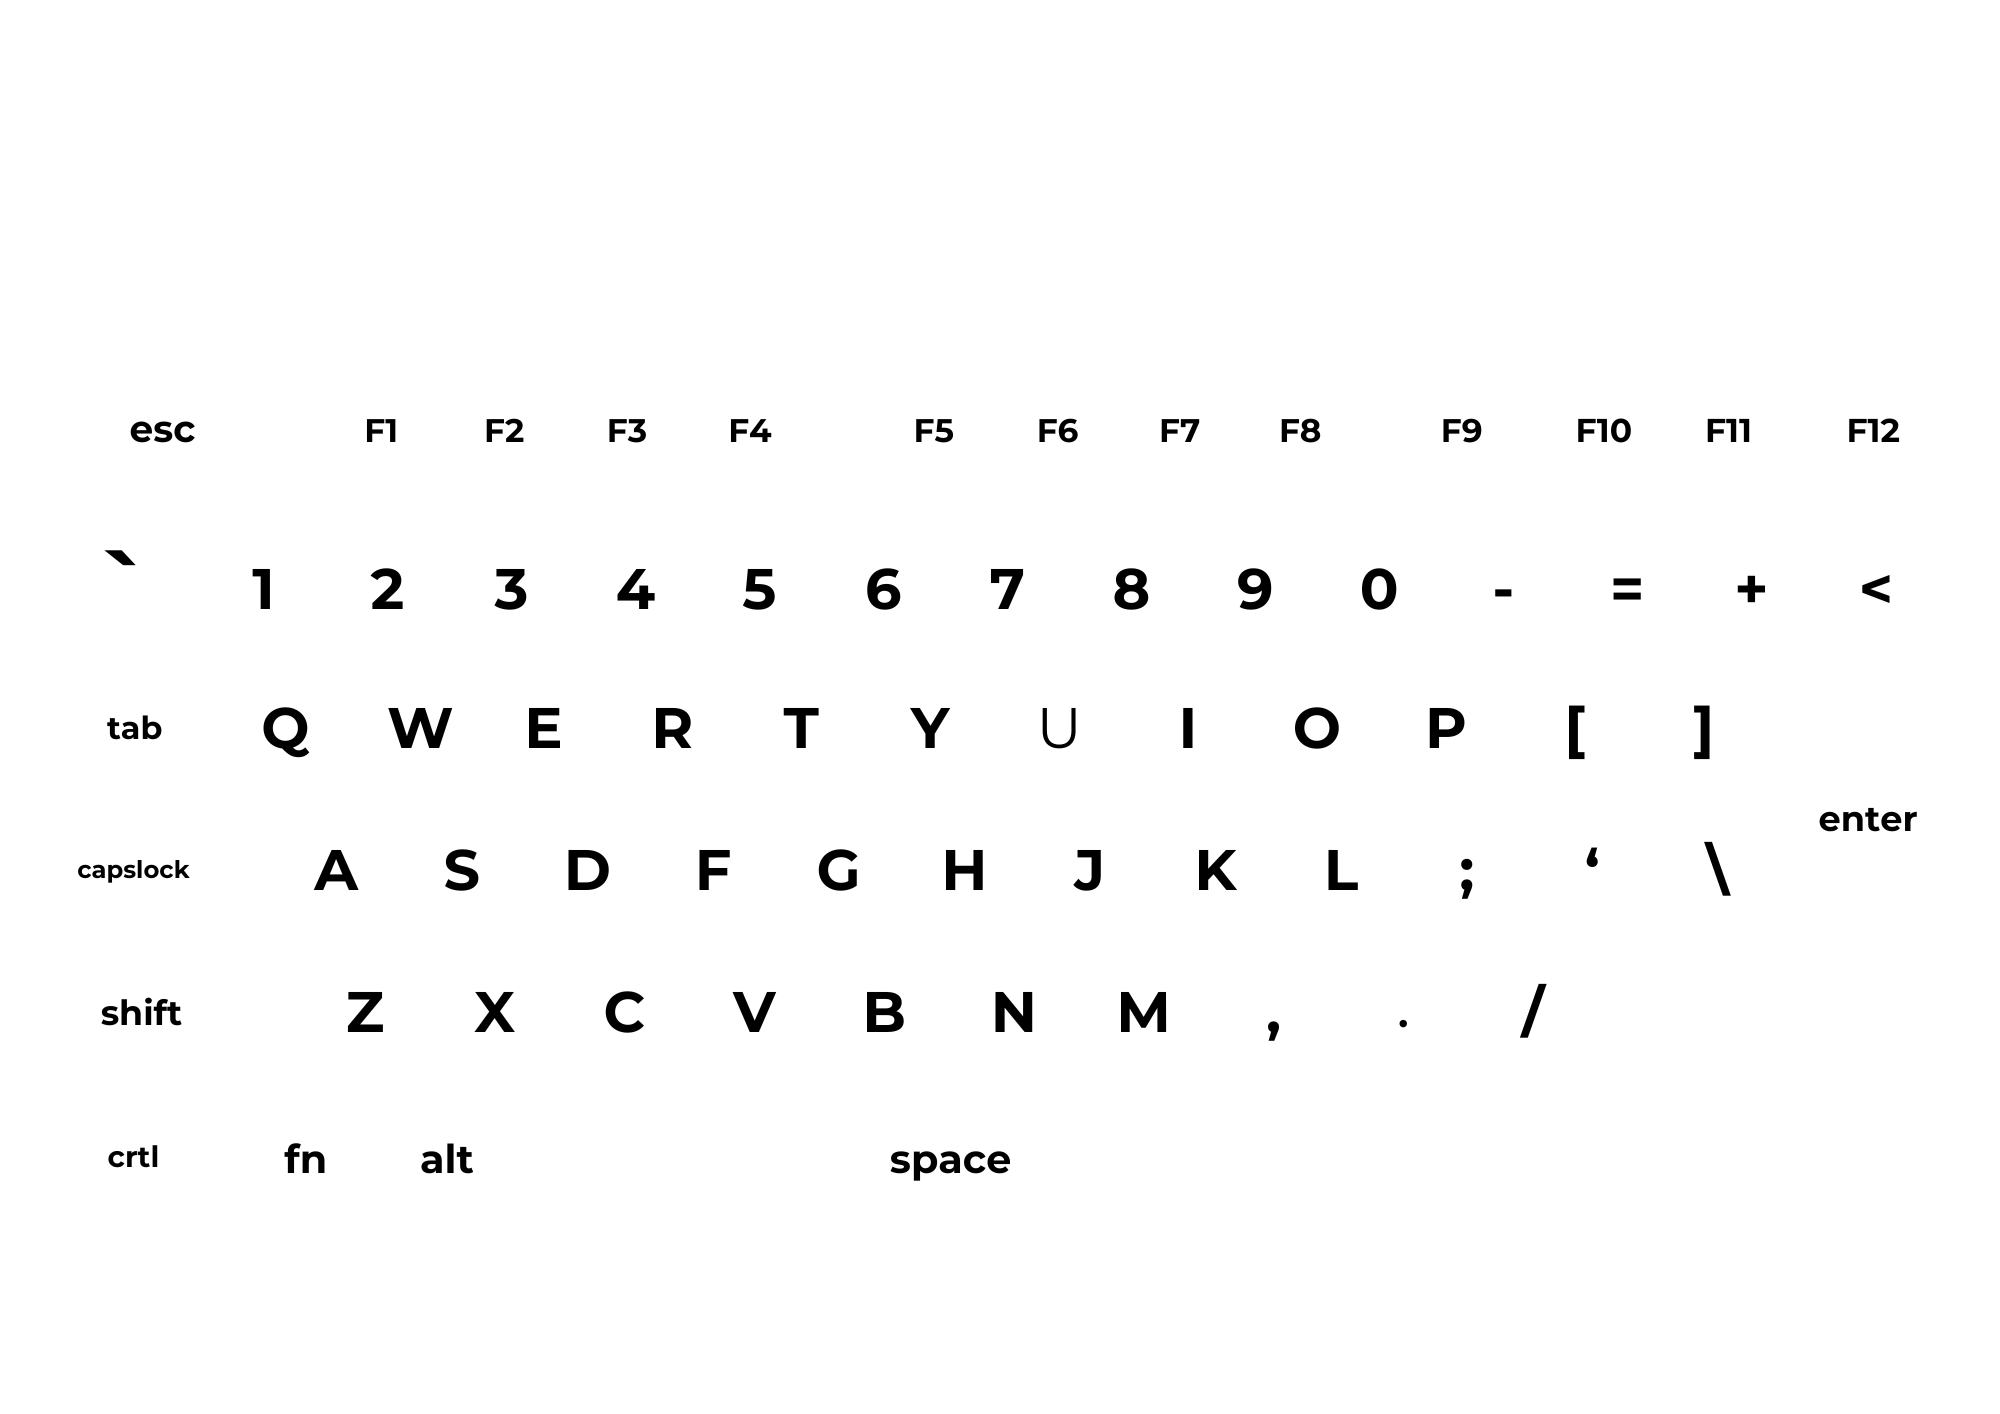 esc F1 F2 F3 F4 F5 F6 F7 F8 F9 F10 F11 F12
` 1 2 3 4 5 6 7 8 9 0 - = + <
tab Q W E R T Y U I O P [ ]
enter
capslock A S D F G H J K L ; ‘ \
shift Z X C V B N M , . /
crtl fn alt space